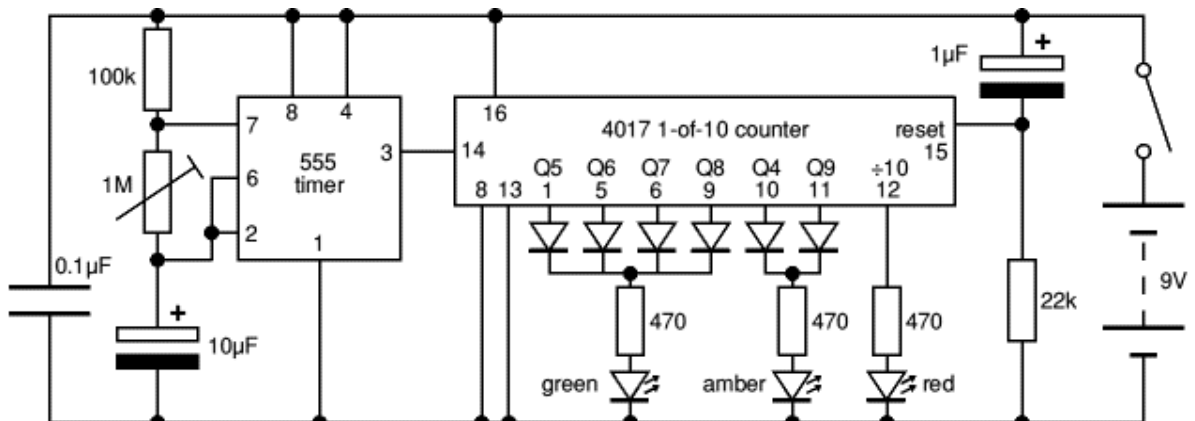 100k
1M
0.1µF
+
10µF
8
4
7
6
2
3
1
555
timer
16
4017 1-of-10 counter
reset
15
14
8
13
Q5
Q6
Q7
Q8
Q4
Q9
÷10
1
5
6
9
10
11
12
470
470
470
green
amber
red
1µF
+
22k
9V